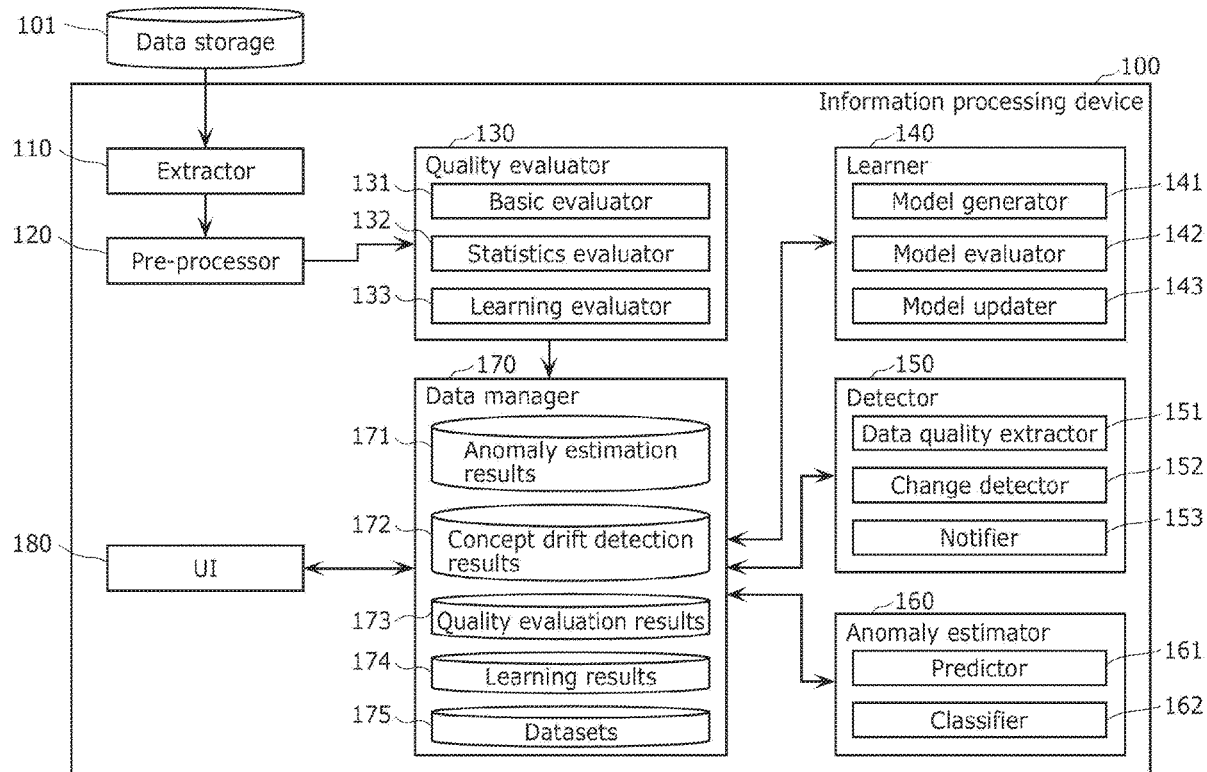 101
Data storage
100
Information processing device
110
Extractor
120
Pre-processor
130
Quality evaluator
131
Basic evaluator
132
Statistics evaluator
133
Learning evaluator
140
Learner
Model generator
141
Model evaluator
142
Model updater
143
170
Data manager
171
Anomaly estimation
results
172
Concept drift detection
results
173
Quality evaluation results
174
Learning results
175
Datasets
180
UI
150
Detector
Data quality extractor
151
Change detector
152
Notifier
153
160
Anomaly estimator
Predictor
161
Classifier
162